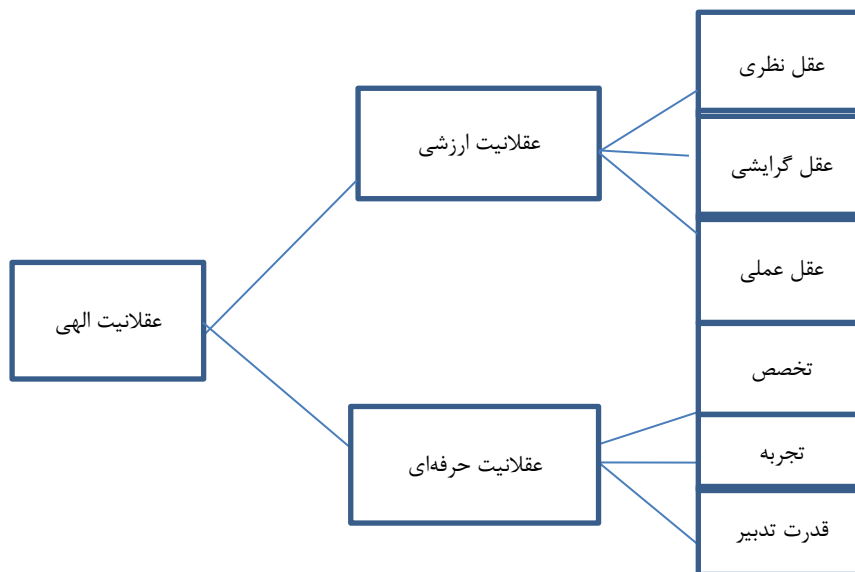 عقل نظری
عقلانیت ارزشی
عقل گرایشی
عقل عملی
عقلانیت الهی
تخصص
عقلانیت حرفه‌ای
تجربه
قدرت تدبیر